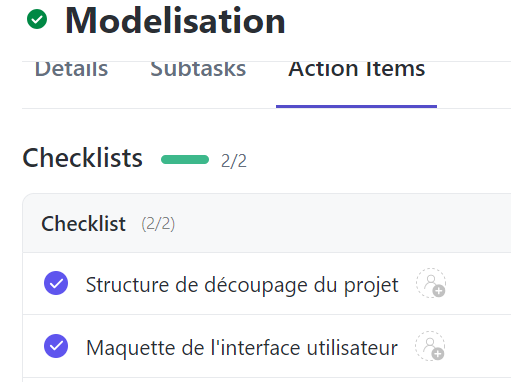 Modelisation
Details Subtasks Action Items
Checklists 2/2
Checklist (2/2)
Structure de découpage du projet
Maquette de l'interface utilisateur